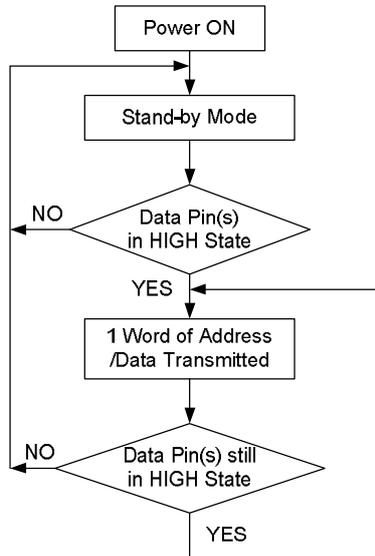 Power ON
Stand-by Mode
NO
Data Pin(s)
in HIGH State
YES
1 Word of Address
/Data Transmitted
NO
Data Pin(s) still
in HIGH State
YES